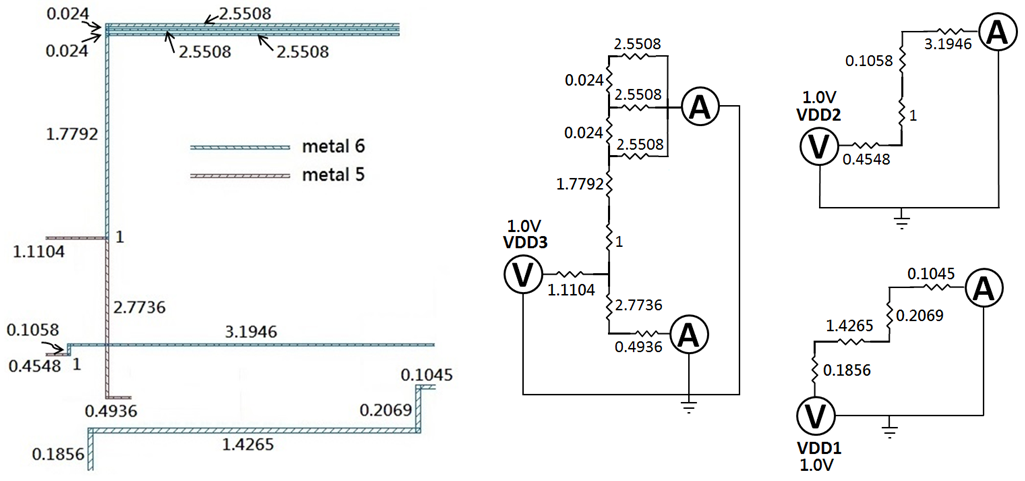 0.024
2.5508
0.024
2.5508
2.5508
1.7792
metal 6
metal 5
1
1.1104
2.7736
0.1058
3.1946
0.4548
1
0.1045
0.4936
0.2069
0.1856
1.4265
2.5508
0.024
2.5508
A
0.024
2.5508
1.7792
1.0V
VDD3
1
V
1.1104
2.7736
A
0.4936
A
3.1946
0.1058
1.0V
VDD2
1
V
0.4548
0.1045
A
0.2069
1.4265
0.1856
V
VDD1
1.0V